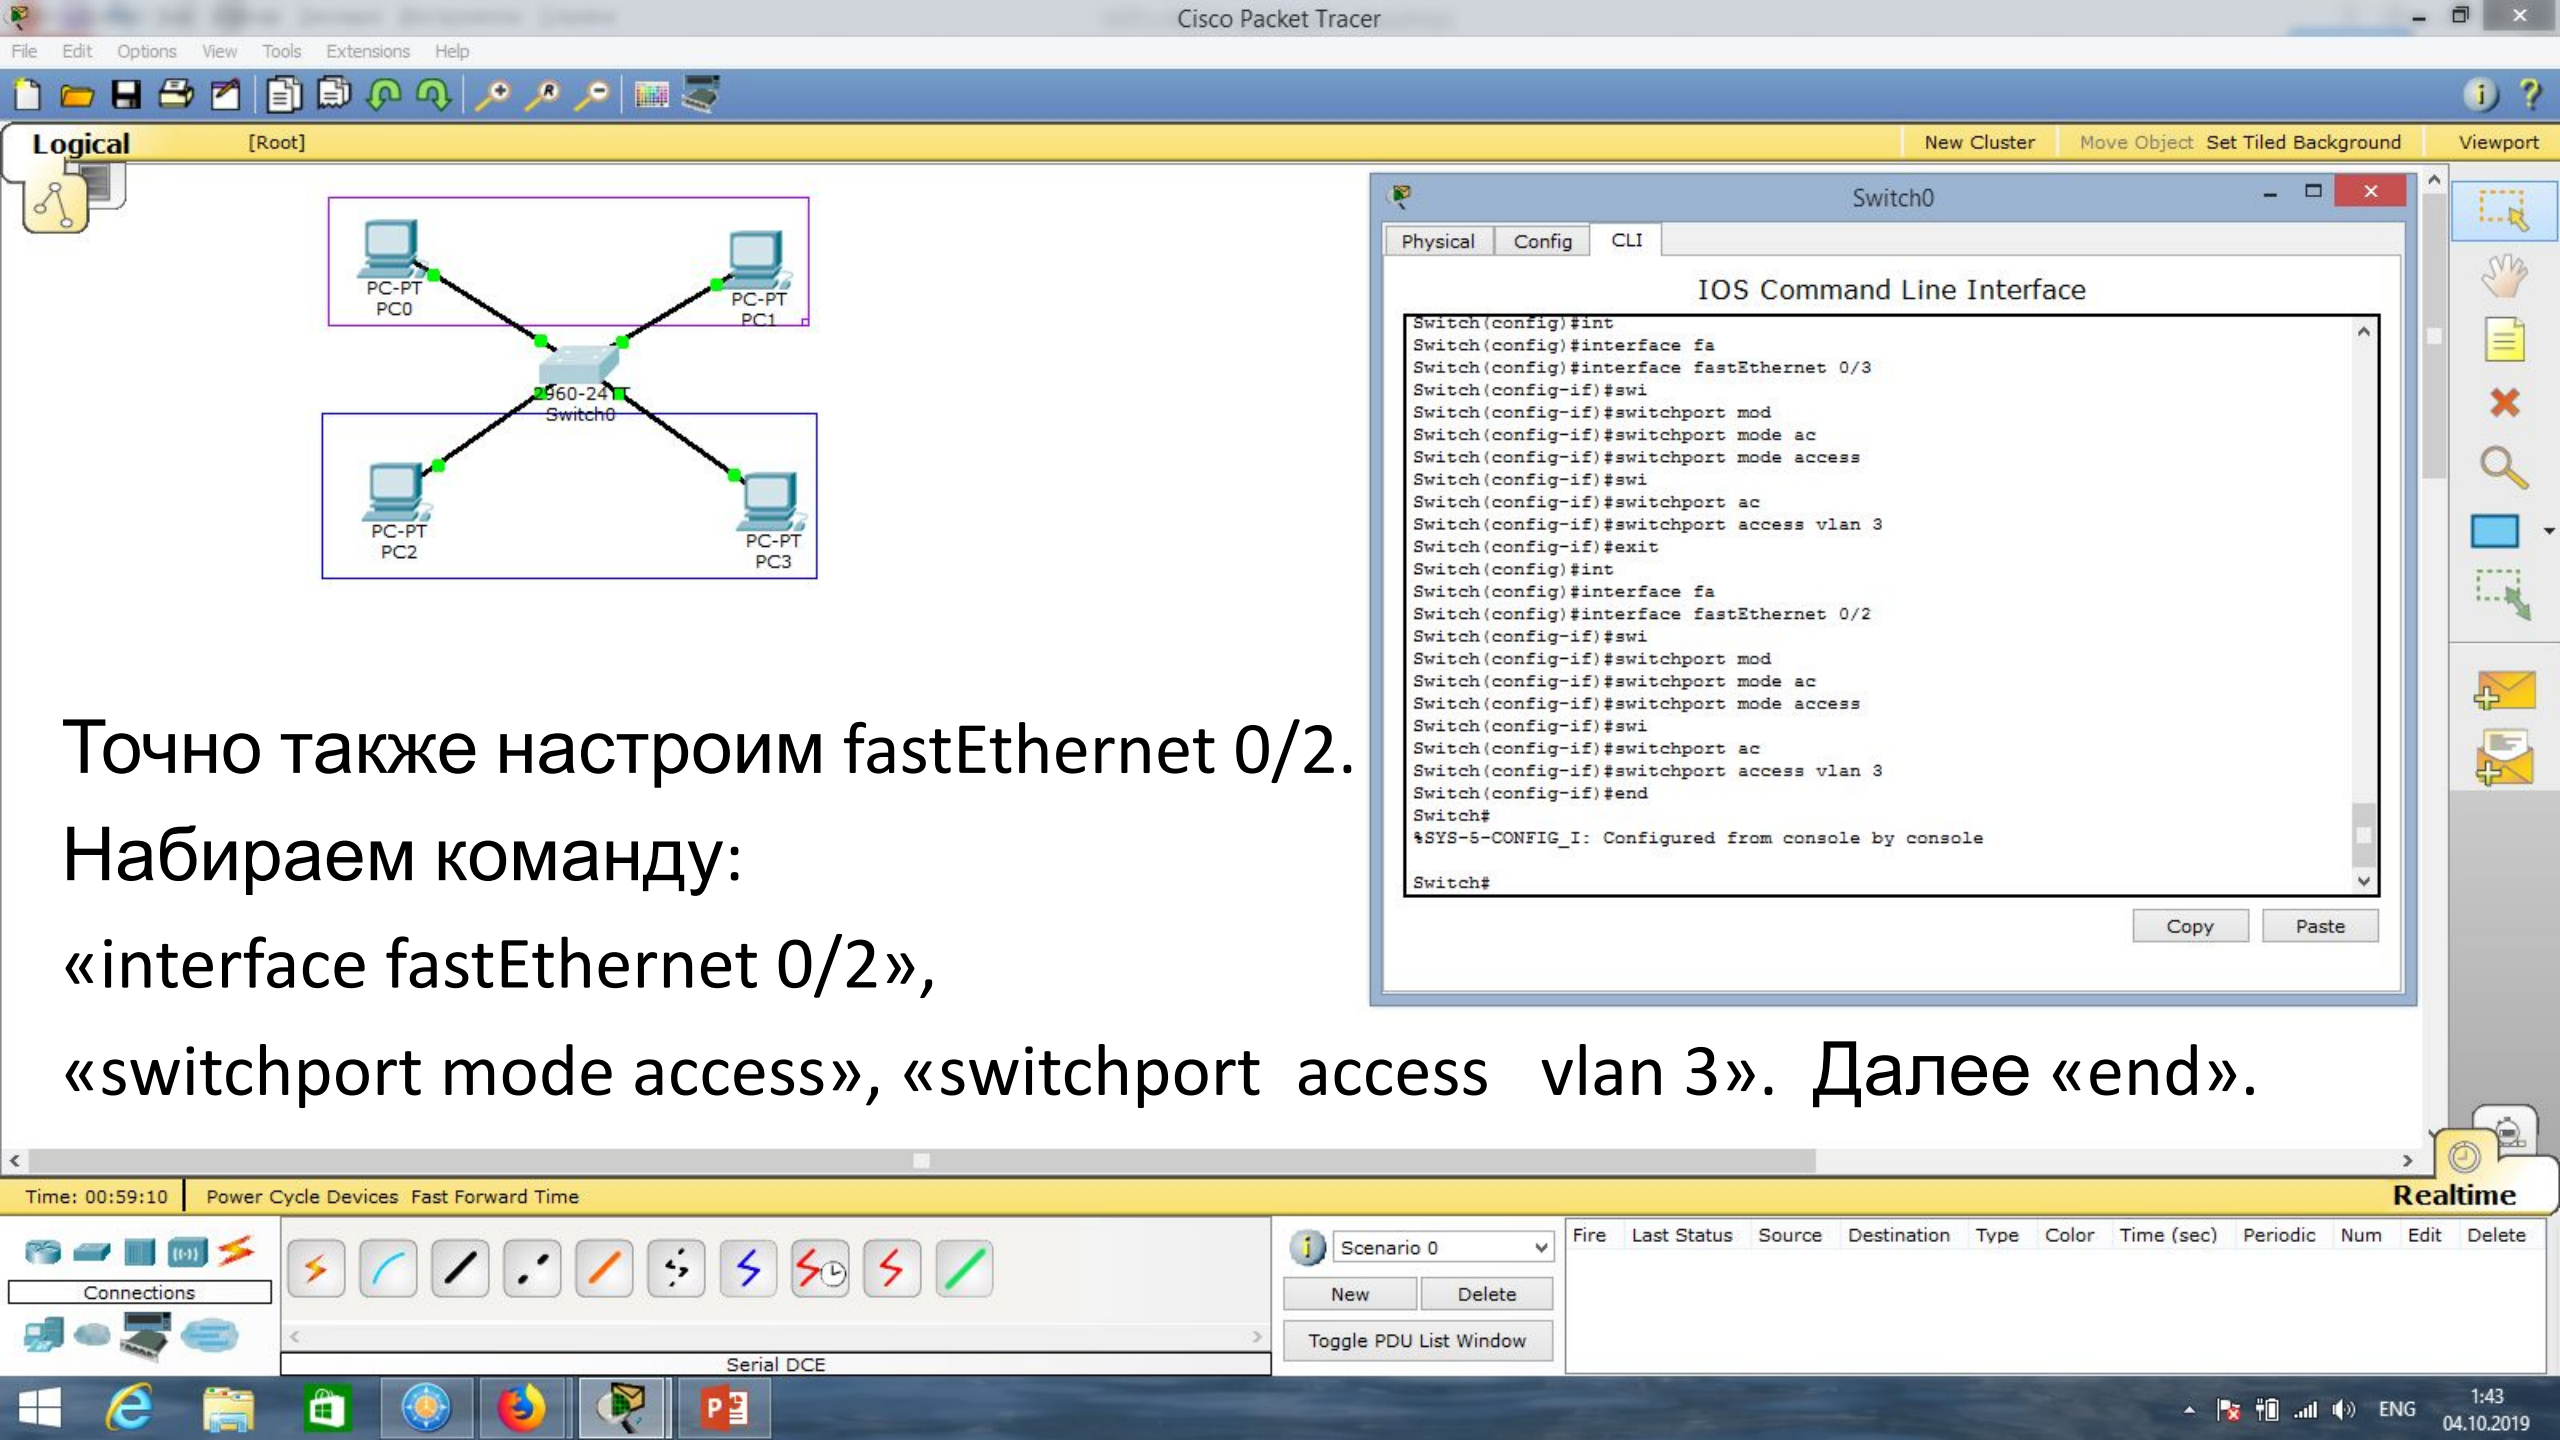 Cisco Packet Tracer
File Edit Options View Tools Extensions Help
Logical [Root] New Cluster Move Object Set Tiled Background Viewport
PC-PT
PC0
PC-PT
PC1
2960-24TT
Switch0
PC-PT
PC2
PC-PT
PC3
Switch0
Physical Config CLI
IOS Command Line Interface
Switch(config)#int
Switch(config)#interface fa
Switch(config)#interface fastEthernet 0/3
Switch(config-if)#swi
Switch(config-if)#switchport mod
Switch(config-if)#switchport mode ac
Switch(config-if)#switchport mode access
Switch(config-if)#swi
Switch(config-if)#switchport ac
Switch(config-if)#switchport access vlan 3
Switch(config-if)#exit
Switch(config)#int
Switch(config)#interface fa
Switch(config)#interface fastEthernet 0/2
Switch(config-if)#swi
Switch(config-if)#switchport mod
Switch(config-if)#switchport mode ac
Switch(config-if)#switchport mode access
Switch(config-if)#swi
Switch(config-if)#switchport ac
Switch(config-if)#switchport access vlan 3
Switch(config-if)#end
Switch#
%SYS-5-CONFIG_I: Configured from console by console
Switch#
Copy Paste
Точно также настроим fastEthernet 0/2.
Набираем команду:
«interface fastEthernet 0/2»,
«switchport mode access», «switchport access vlan 3». Далее «end».
Time: 00:59:10 Power Cycle Devices Fast Forward Time Realtime
Connections
Serial DCE
Scenario 0
New Delete
Toggle PDU List Window
Fire Last Status Source Destination Type Color Time (sec) Periodic Num Edit Delete
ENG
1:43
04.10.2019